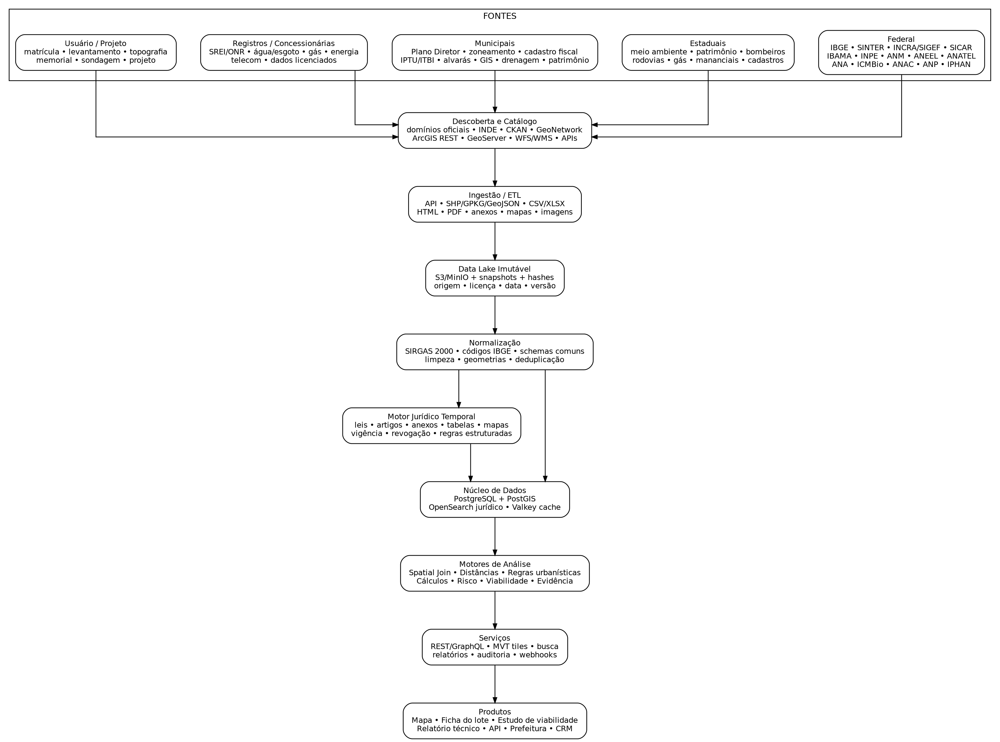 FONTES
Usuário / Projeto
matrícula • levantamento • topografia
memorial • sondagem • projeto
Registros / Concessionárias
SREI/ONR • água/esgoto • gás • energia
telecom • dados licenciados
Municipais
Plano Diretor • zoneamento • cadastro fiscal
IPTU/ITBI • alvarás • GIS • drenagem • patrimônio
Estaduais
meio ambiente • patrimônio • bombeiros
rodovias • gás • mananciais • cadastros
Federal
IBGE • SINTER • INCRA/SIGEF • SICAR
IBAMA • INPE • ANM • ANEEL • ANATEL
ANA • ICMBio • ANAC • ANP • IPHAN
Descoberta e Catálogo
domínios oficiais • INDE • CKAN • GeoNetwork
ArcGIS REST • GeoServer • WFS/WMS • APIs
Ingestão / ETL
API • SHP/GPKG/GeoJSON • CSV/XLSX
HTML • PDF • anexos • mapas • imagens
Data Lake Imutável
S3/MinIO + snapshots + hashes
origem • licença • data • versão
Normalização
SIRGAS 2000 • códigos IBGE • schemas comuns
limpeza • geometrias • deduplicação
Motor Jurídico Temporal
leis • artigos • anexos • tabelas • mapas
vigência • revogação • regras estruturadas
Núcleo de Dados
PostgreSQL + PostGIS
OpenSearch jurídico • Valkey cache
Motores de Análise
Spatial Join • Distâncias • Regras urbanísticas
Cálculos • Risco • Viabilidade • Evidência
Serviços
REST/GraphQL • MVT tiles • busca
relatórios • auditoria • webhooks
Produtos
Mapa • Ficha do lote • Estudo de viabilidade
Relatório técnico • API • Prefeitura • CRM